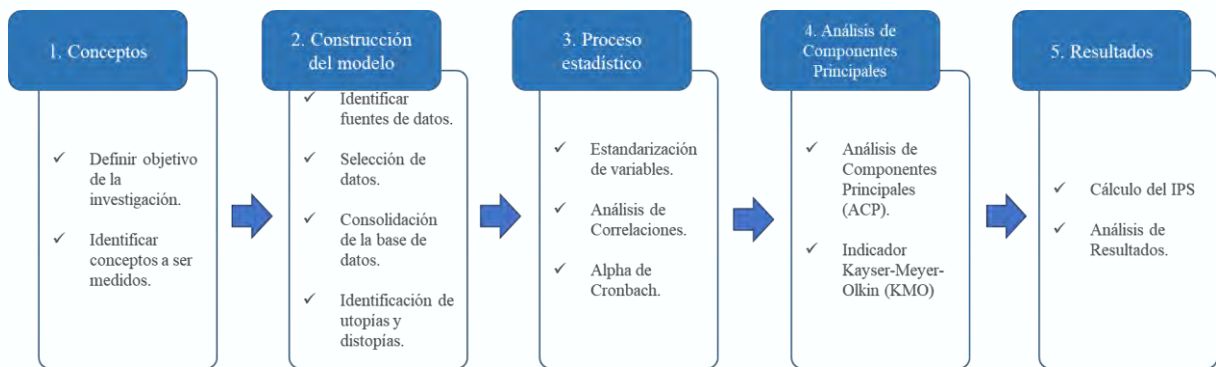 1. Conceptos
✓ Definir objetivo
de la
investigación.
✓ Identificar
conceptos a ser
medidos.
2. Construcción
del modelo
✓ Identificar
fuentes de datos.
✓ Selección de
datos.
✓ Consolidación
de la base de
datos.
✓ Identificación de
utopías y
distopías.
3. Proceso
estadístico
✓ Estandarización
de variables.
✓ Análisis de
Correlaciones.
✓ Alpha de
Cronbach.
4. Análisis de
Componentes
Principales
✓ Análisis de
Componentes
Principales
(ACP).
✓ Indicador
Kayser-Meyer-
Olkin (KMO)
5. Resultados
✓ Cálculo del IPS
✓ Análisis de
Resultados.